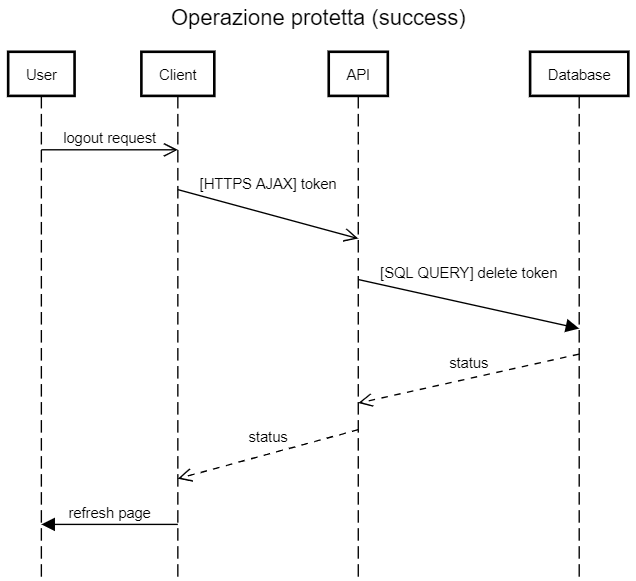 Operazione protetta (success)
User
Client
API
Database
logout request
[HTTPS AJAX] token
[SQL QUERY] delete token
status
status
refresh page